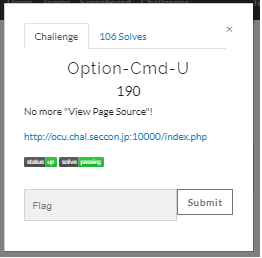 Challenge
106 Solves
×
Option-Cmd-U
190
No more "View Page Source"!
http://ocu.chal.seccon.jp:10000/index.php
status up solve passing
Flag
Submit